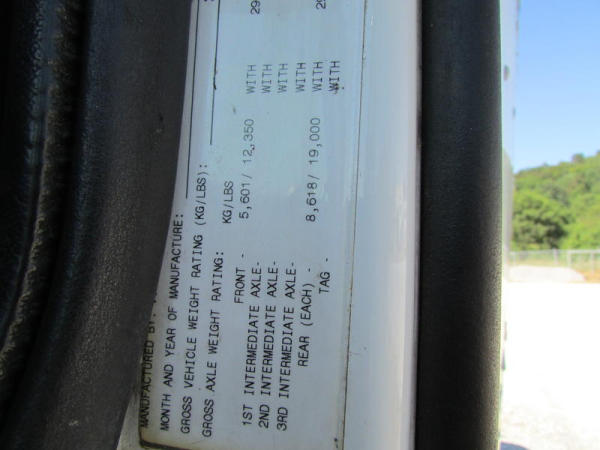 MANUFACTURED BY:
MONTH AND YEAR OF MANUFACTURE:
GROSS VEHICLE WEIGHT RATING (KG/LBS):
GROSS AXLE WEIGHT RATING: KG/LBS
FRONT - 5,601/ 12,350 WITH 29
1ST INTERMEDIATE AXLE- WITH
2ND INTERMEDIATE AXLE- WITH
3RD INTERMEDIATE AXLE-
REAR (EACH) - 8,618/ 19,000 WITH
TAG - WITH